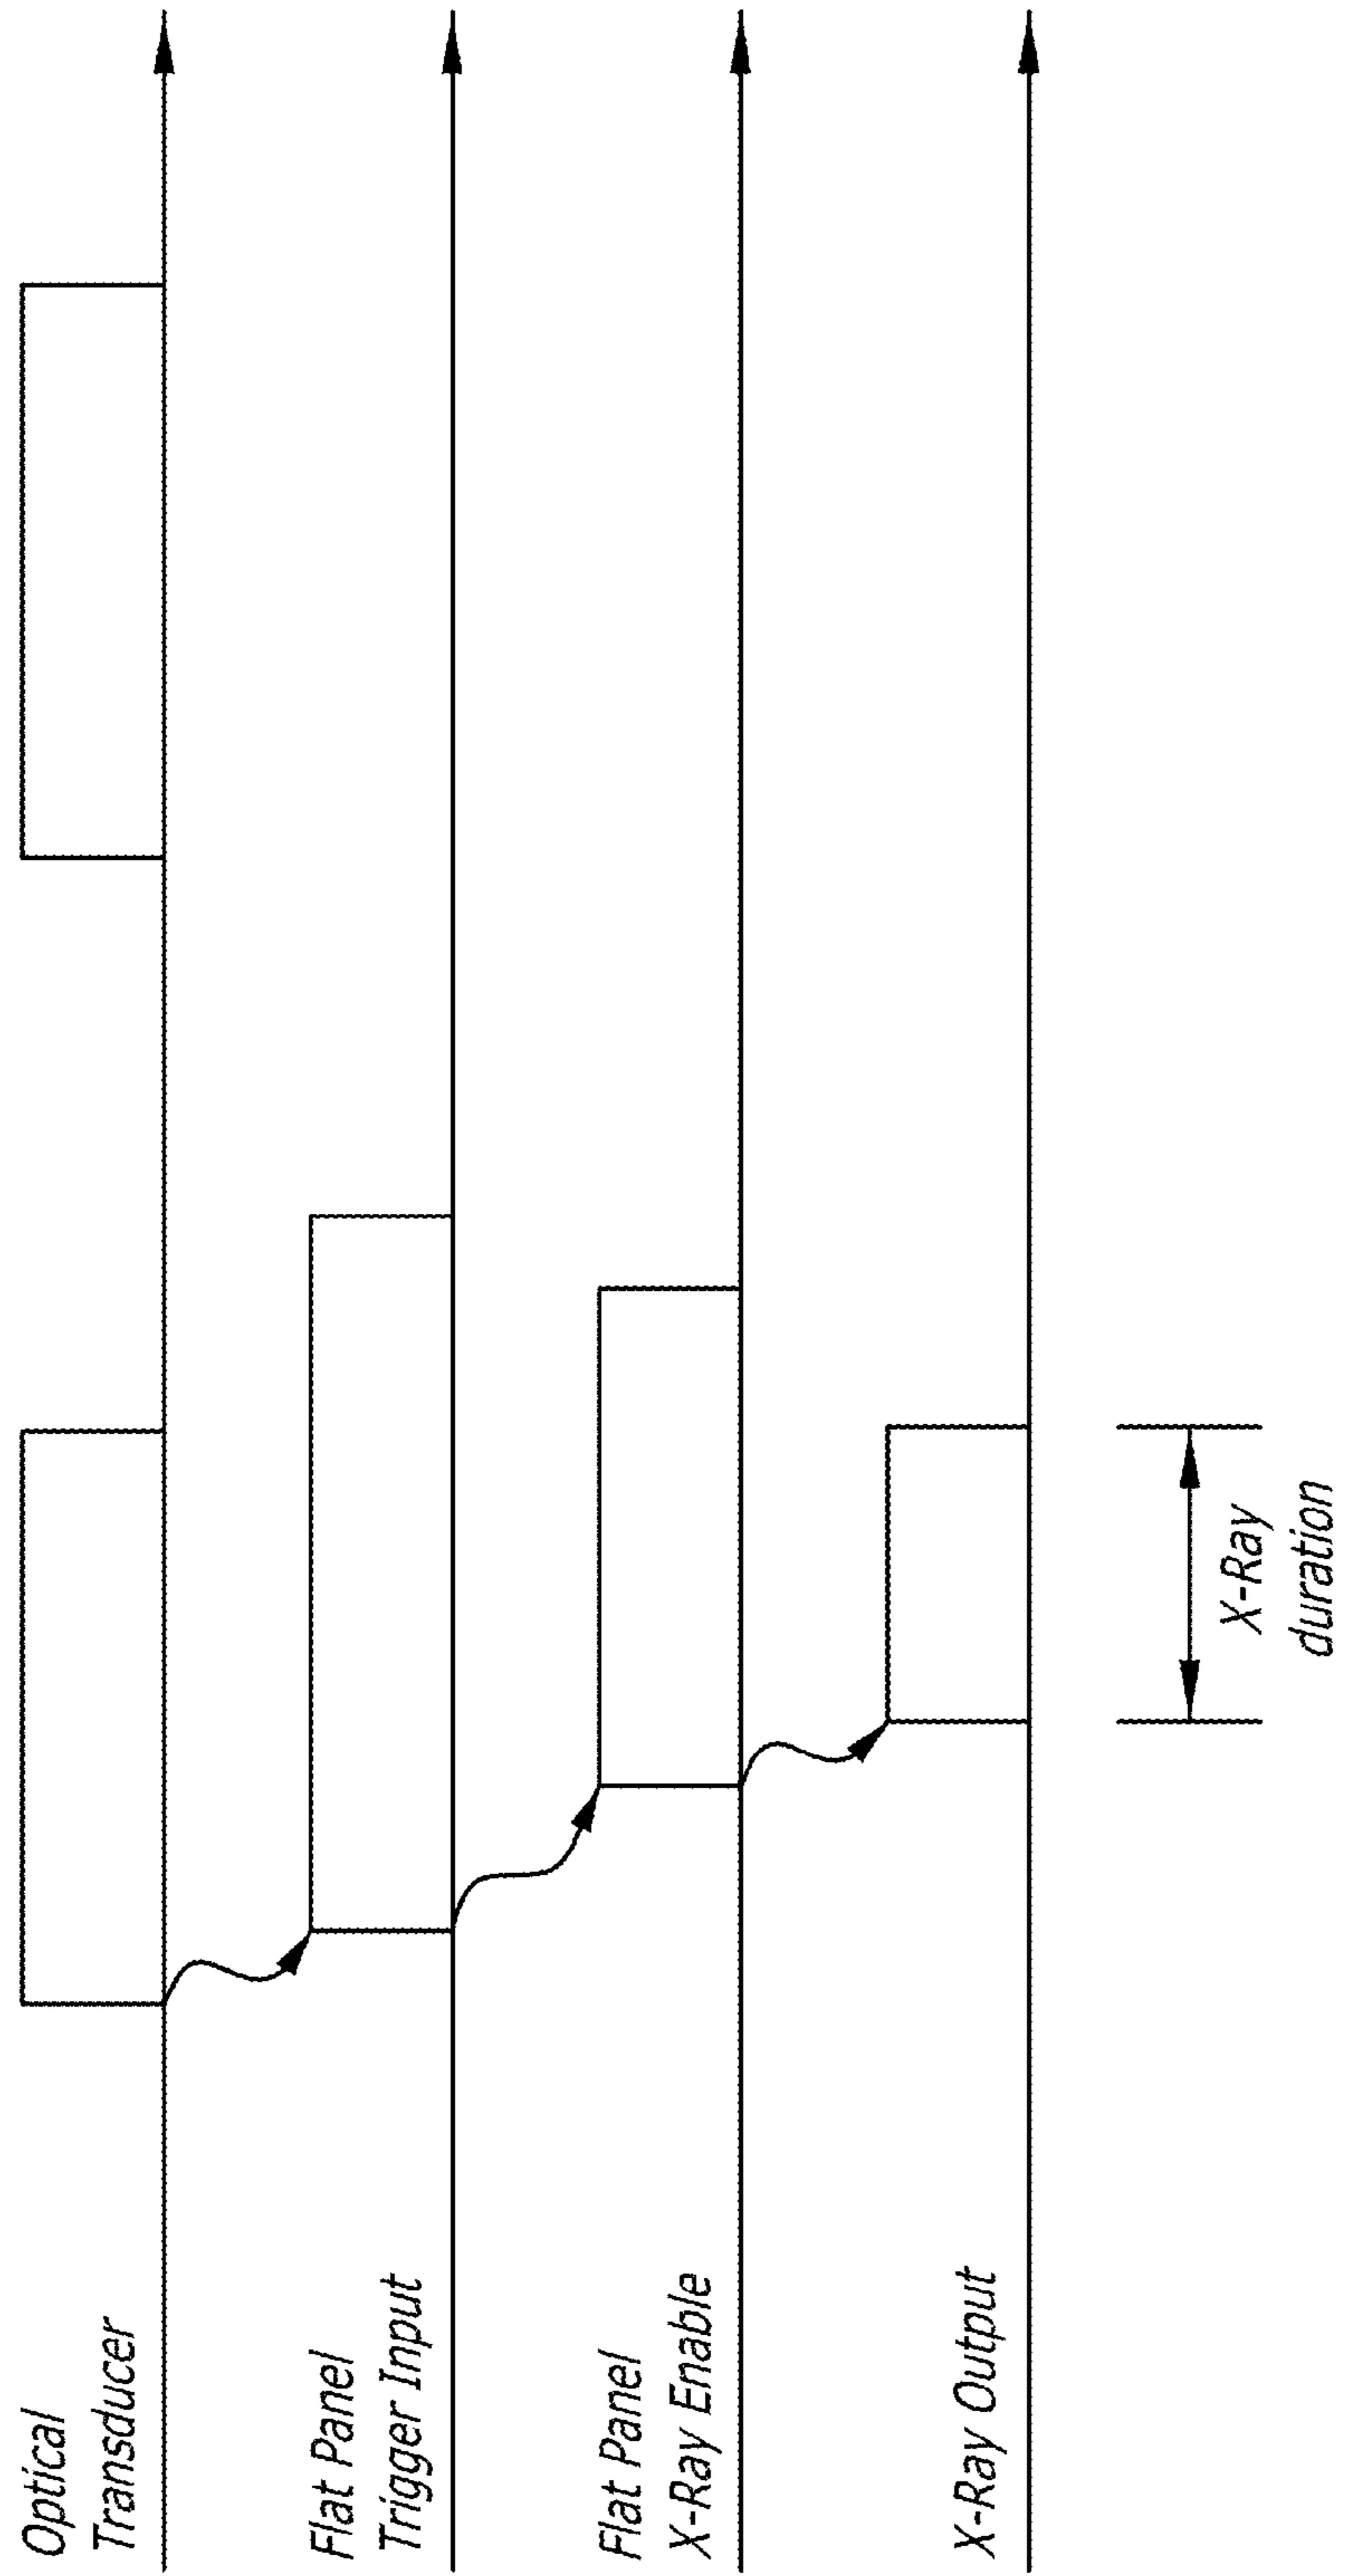 Optical
Transducer
Flat Panel
Trigger Input
Flat Panel
X-Ray Enable
X-Ray Output
X-Ray
duration